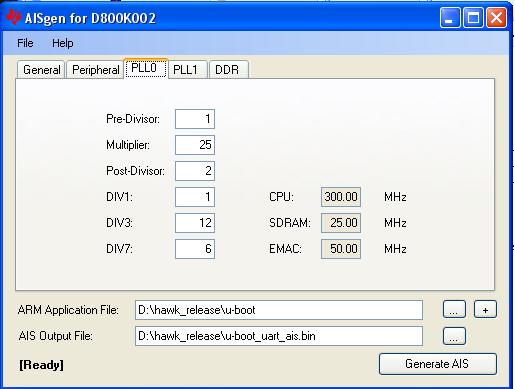 AISgen for D800K002
File Help
General Peripheral PLL0 PLL1 DDR
Pre-Divisor: 1
Multiplier: 25
Post-Divisor: 2
DIV1: 1 CPU: 300.00 MHz
DIV3: 12 SDRAM: 25.00 MHz
DIV7: 6 EMAC: 50.00 MHz
ARM Application File: D:\hawk_release\u-boot ... +
AIS Output File: D:\hawk_release\u-boot_uart_ais.bin ...
[Ready] Generate AIS